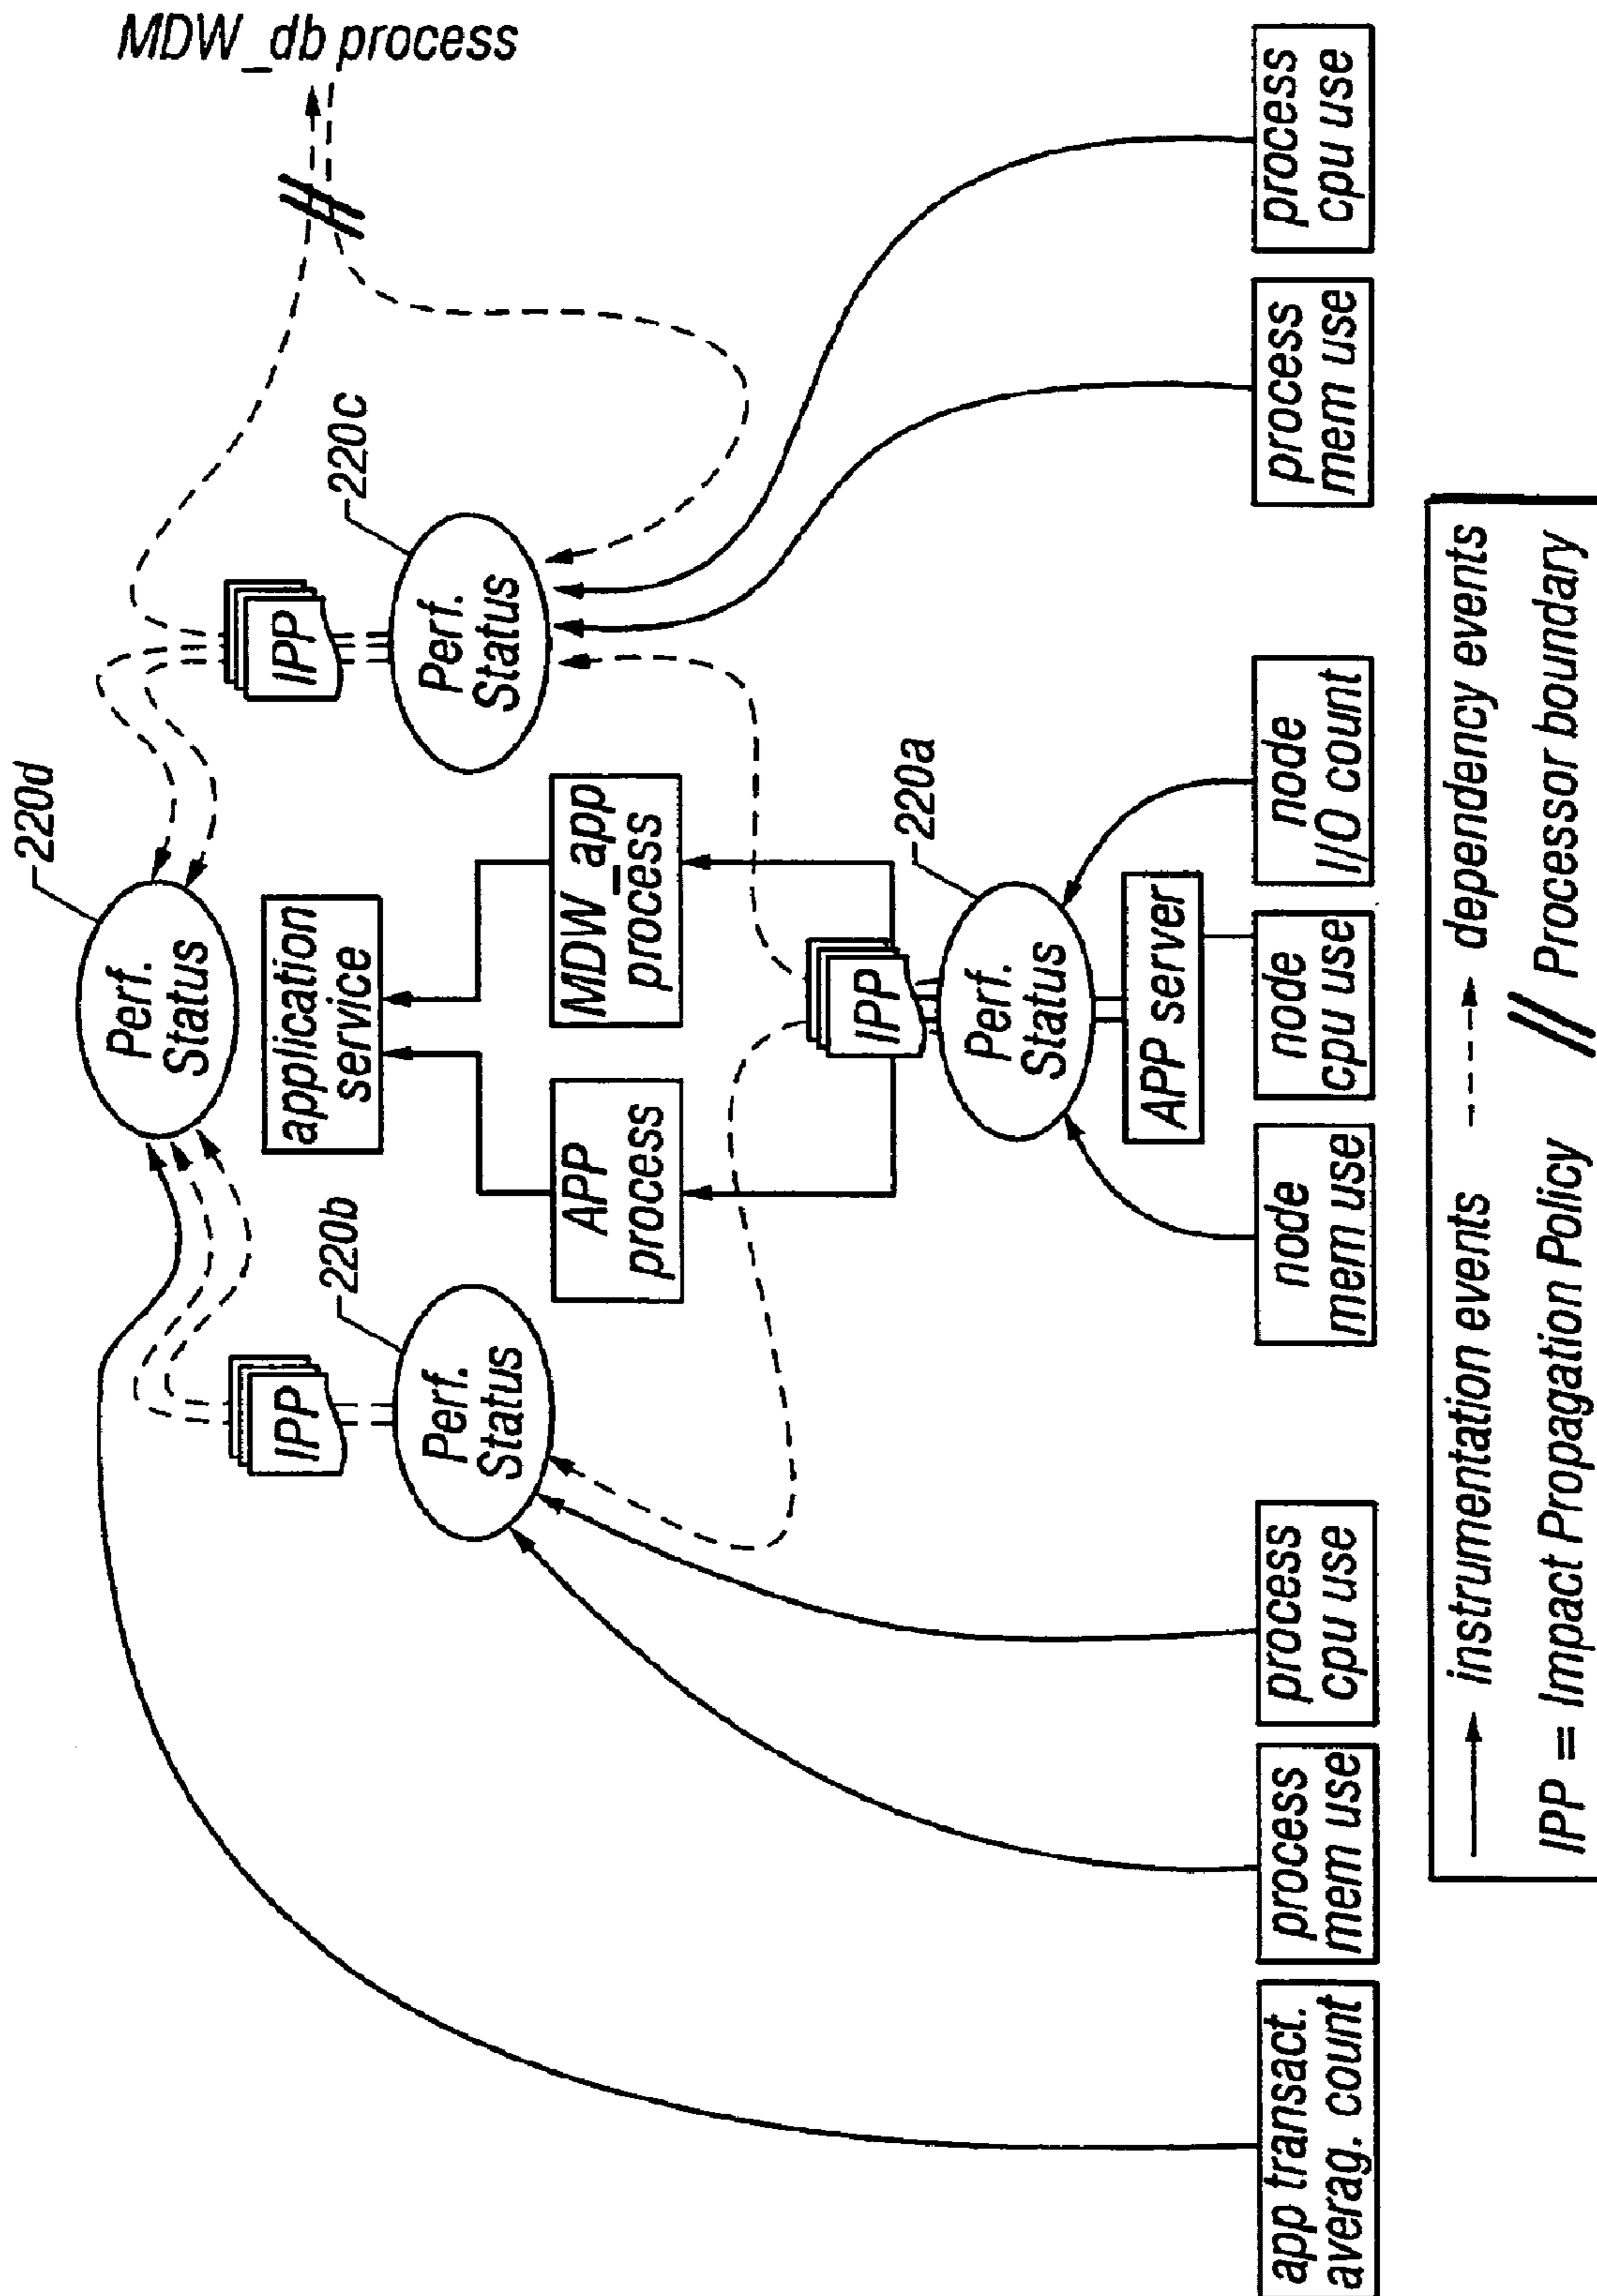 MDW_db process
220d
Perf.
Status
220c
IPP
Perf.
Status
220b
IPP
Perf.
Status
application
service
APP
process
MDW_app
process
220a
IPP
Perf.
Status
APP server
app transact.
averag. count
process
mem use
process
cpu use
node
mem use
node
cpu use
node
I/O count
process
mem use
process
cpu use
instrumentation events
dependency events
IPP = Impact Propagation Policy
// Processor boundary